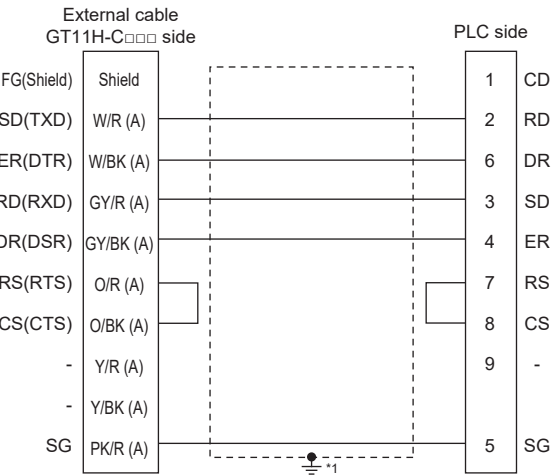 External cable
GT11H-C□□□ side
PLC side
FG(Shield) Shield 1 CD
SD(TXD) W/R (A) 2 RD
ER(DTR) W/BK (A) 6 DR
RD(RXD) GY/R (A) 3 SD
DR(DSR) GY/BK (A) 4 ER
RS(RTS) O/R (A) 7 RS
CS(CTS) O/BK (A) 8 CS
- Y/R (A) 9 -
- Y/BK (A)
SG PK/R (A) 5 SG
*1